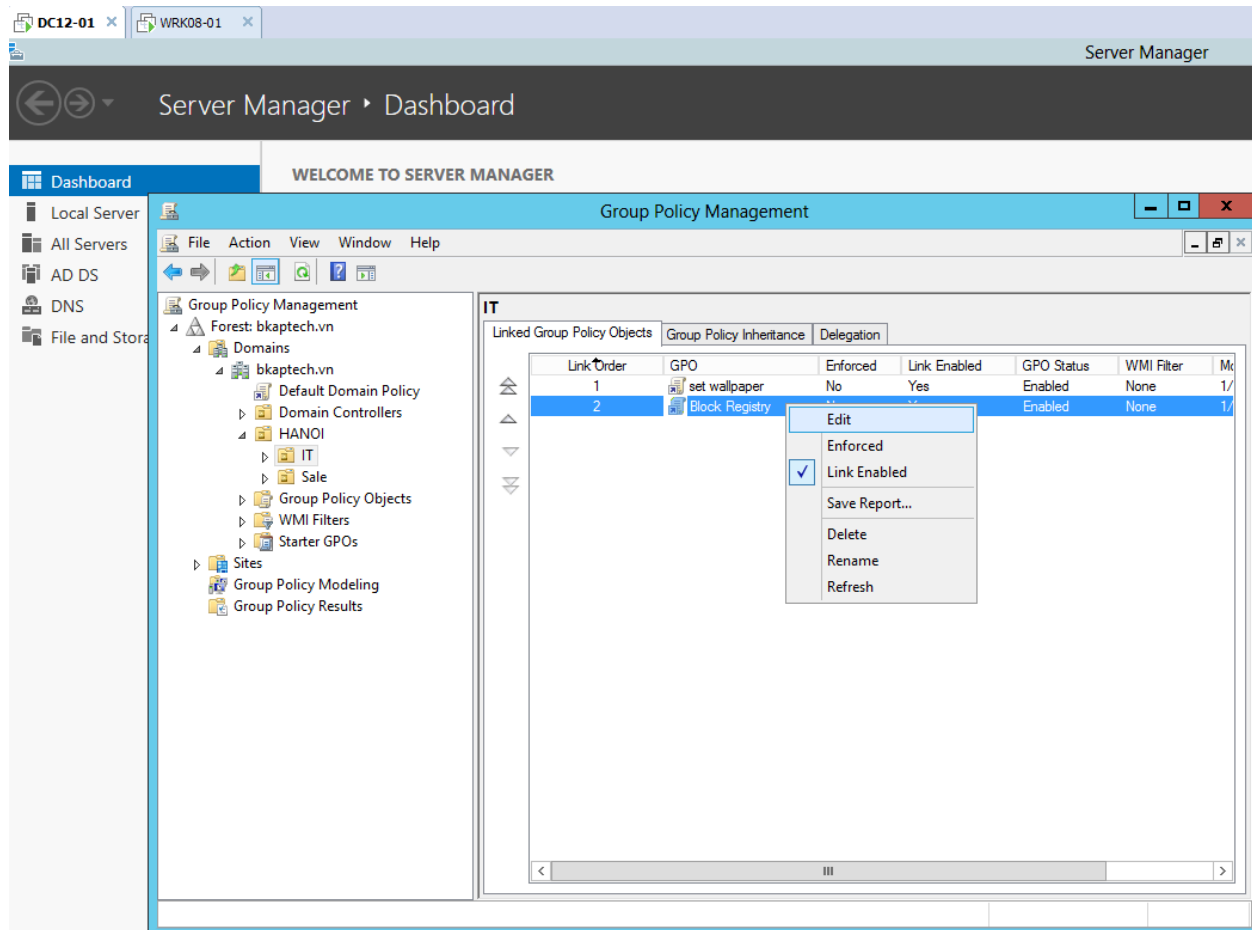 DC12-01
WRK08-01
Server Manager
Server Manager
Dashboard
WELCOME TO SERVER MANAGER
Dashboard
Local Server
All Servers
AD DS
DNS
File and Stora
Group Policy Management
File Action View Window Help
Group Policy Management
Forest: bkaptech.vn
Domains
bkaptech.vn
Default Domain Policy
Domain Controllers
HANOI
IT
Sale
Group Policy Objects
WMI Filters
Starter GPOs
Sites
Group Policy Modeling
Group Policy Results
IT
Linked Group Policy Objects Group Policy Inheritance Delegation
Link Order GPO Enforced Link Enabled GPO Status WMI Filter Mo
1 set wallpaper No Yes Enabled None 1/
2 Block Registry Enabled None 1/
Edit
Enforced
Link Enabled
Save Report...
Delete
Rename
Refresh